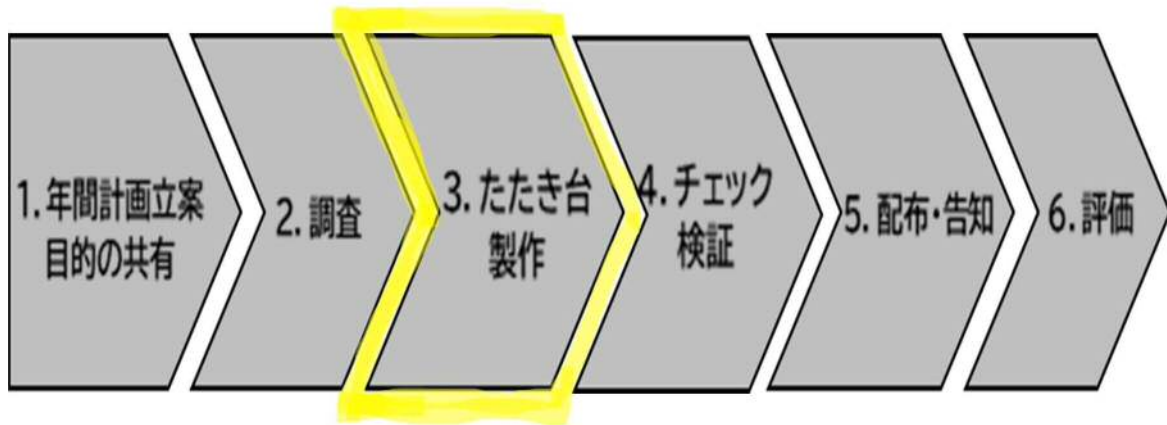 1. 年間計画立案
目的の共有
2. 調査
3. たたき台
製作
4. チェック
検証
5. 配布・告知
6. 評価